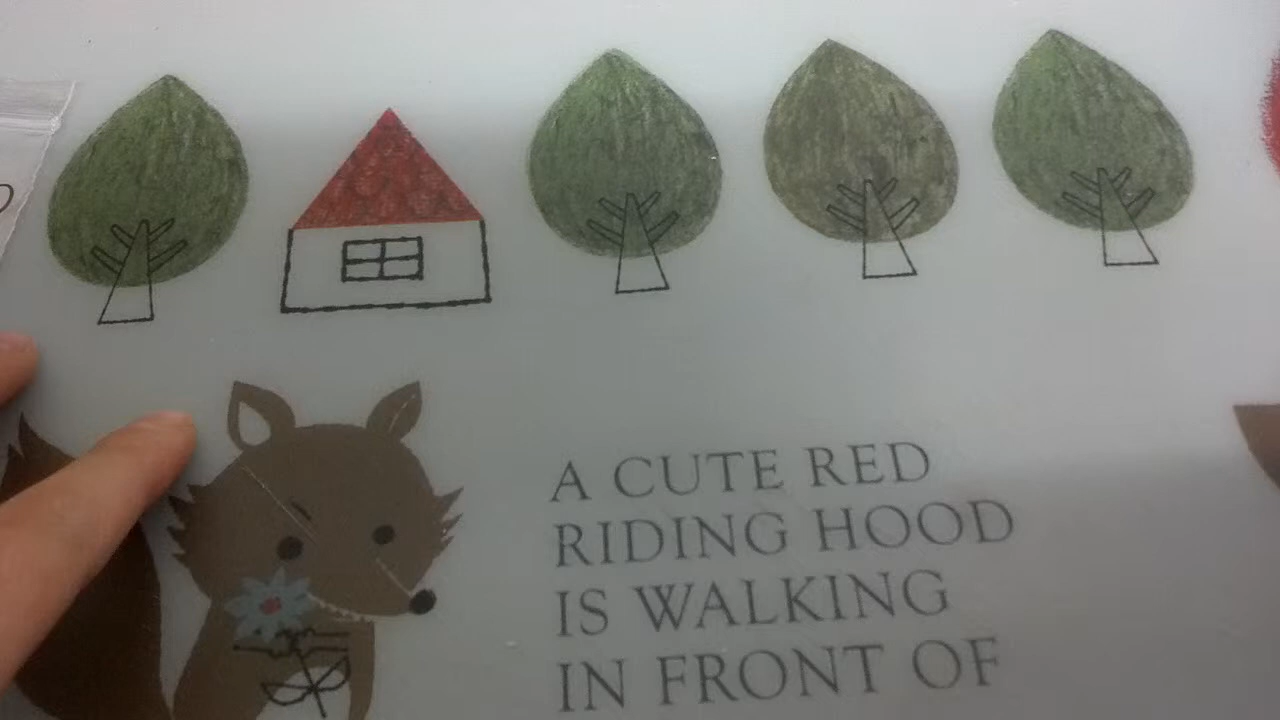 A CUTE RED
RIDING HOOD
IS WALKING
IN FRONT OF